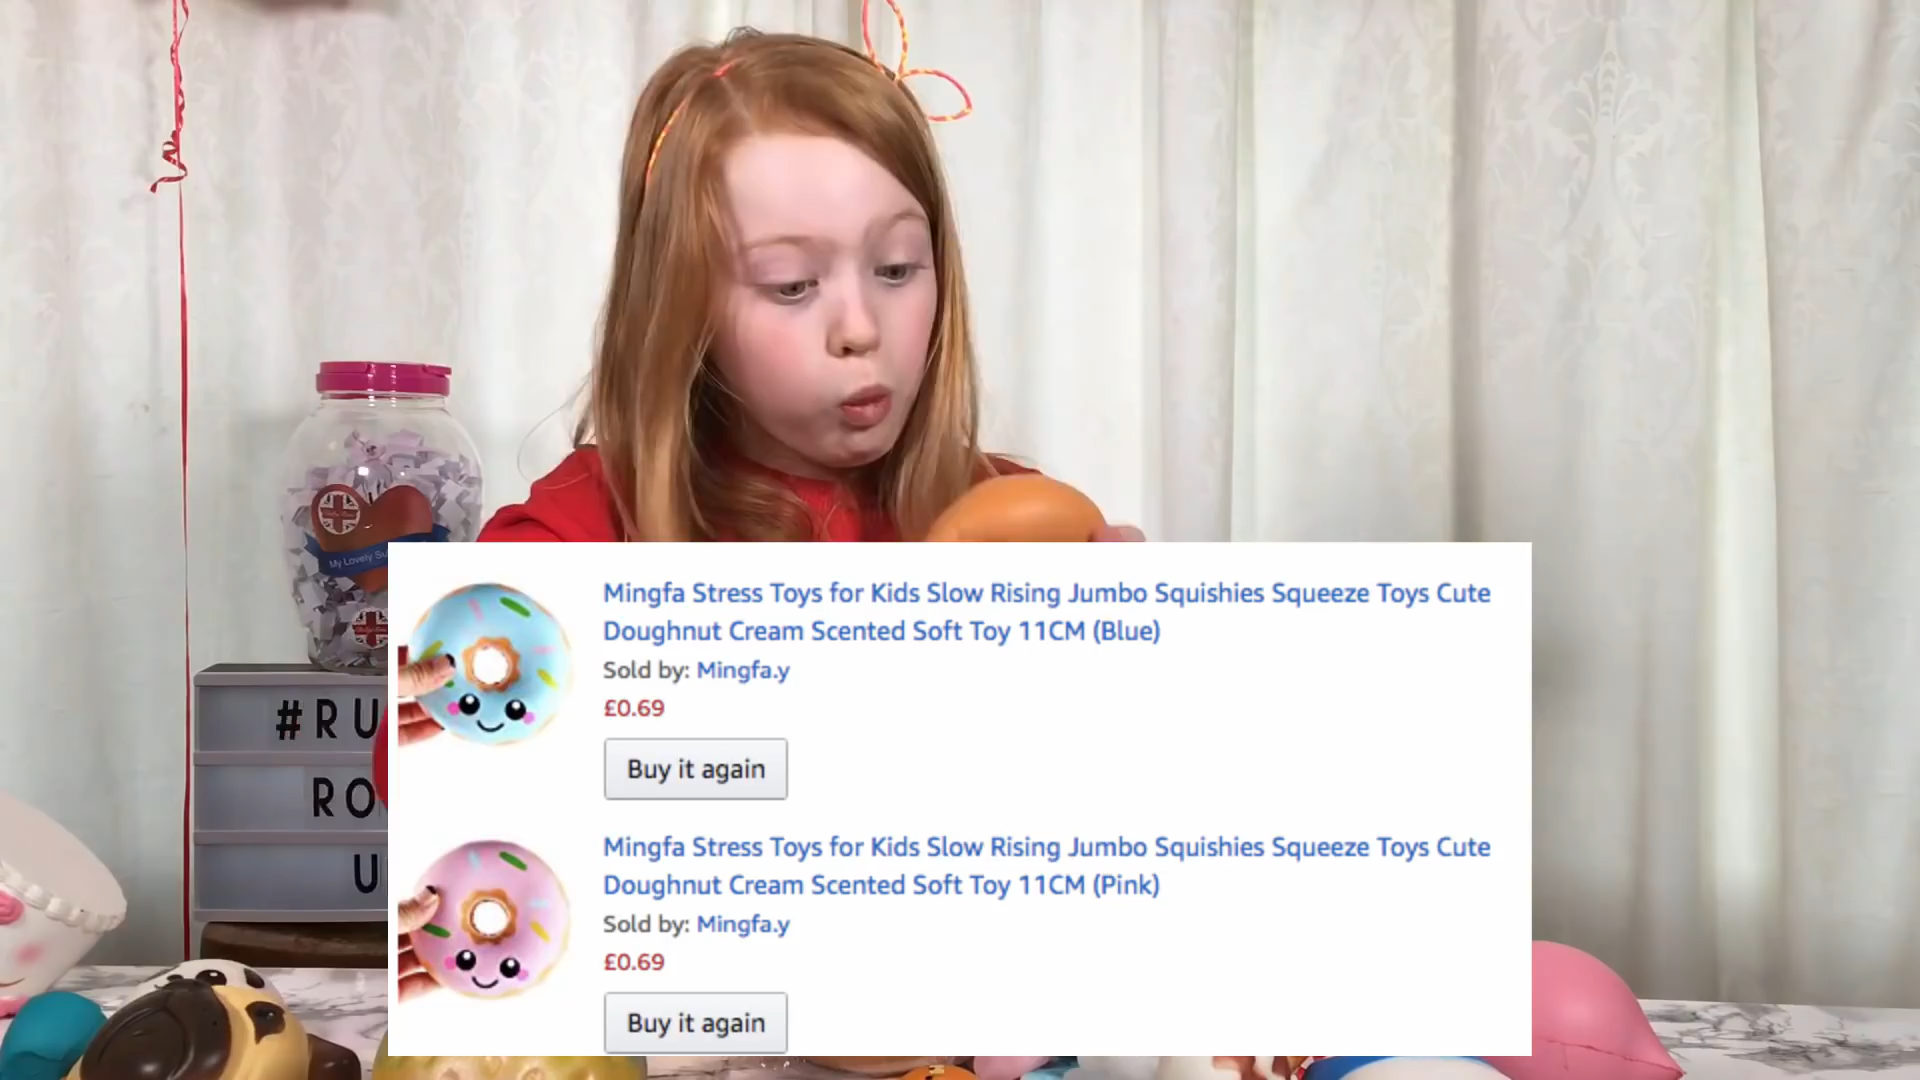 My Lovely
#RU
RO
U
Mingfa Stress Toys for Kids Slow Rising Jumbo Squishies Squeeze Toys Cute
Doughnut Cream Scented Soft Toy 11CM (Blue)
Sold by: Mingfa.y
£0.69
Buy it again
Mingfa Stress Toys for Kids Slow Rising Jumbo Squishies Squeeze Toys Cute
Doughnut Cream Scented Soft Toy 11CM (Pink)
Sold by: Mingfa.y
£0.69
Buy it again